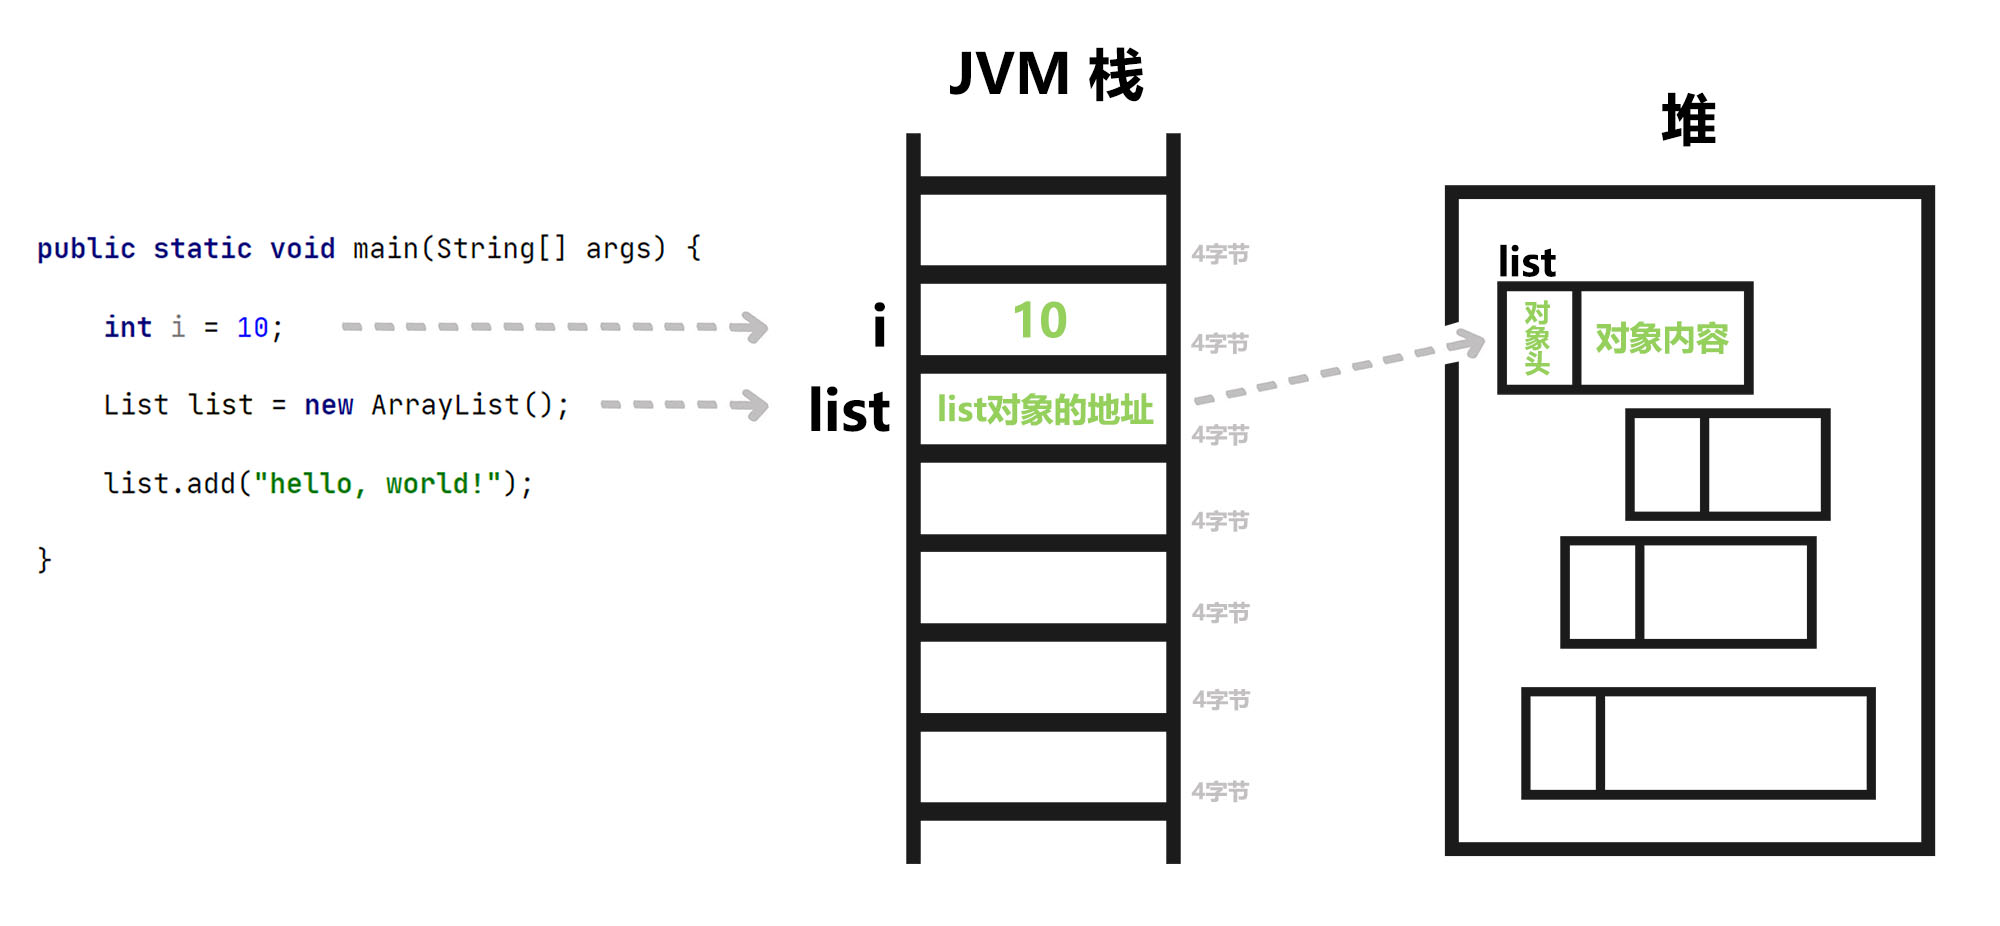 JVM 栈
堆
public static void main(String[] args) {
int i = 10;
List list = new ArrayList();
list.add("hello, world!");
}
i
list
10
list对象的地址
4字节
4字节
4字节
4字节
4字节
4字节
4字节
list
对象头
对象内容